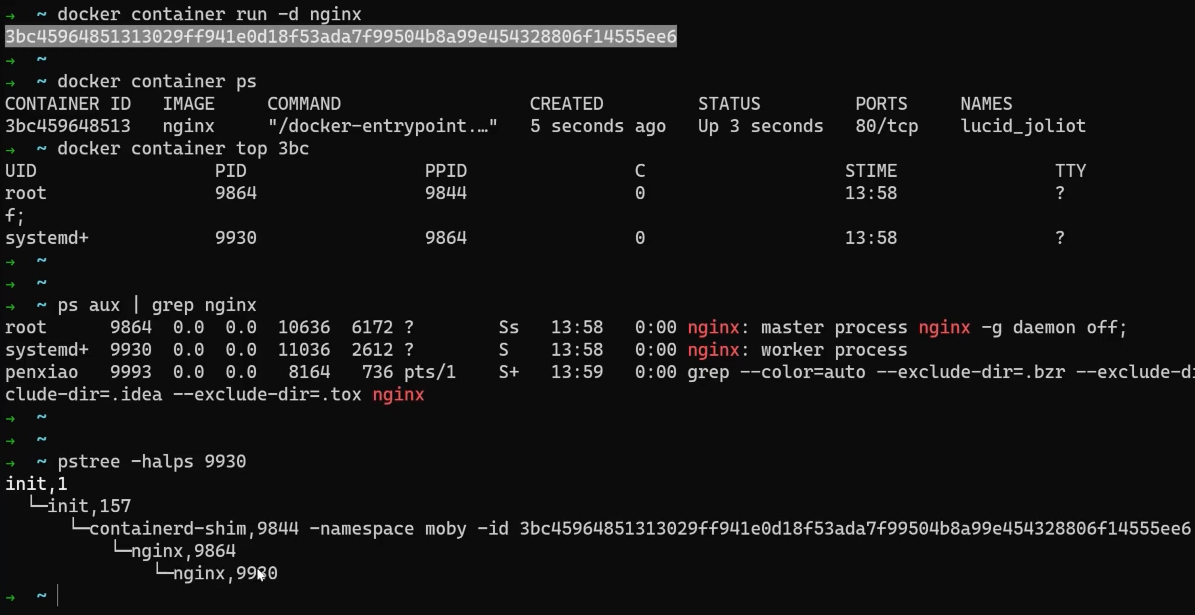 → ~ docker container run -d nginx
3bc45964851313029ff941e0d18f53ada7f99504b8a99e454328806f14555ee6
→ ~
→ ~ docker container ps
CONTAINER ID   IMAGE     COMMAND                  CREATED         STATUS         PORTS     NAMES
3bc459648513   nginx     "/docker-entrypoint.…"   5 seconds ago   Up 3 seconds   80/tcp    lucid_joliot
→ ~ docker container top 3bc
UID                 PID                 PPID                C                   STIME               TTY
root                9864                9844                0                   13:58               ?
f;
systemd+            9930                9864                0                   13:58               ?
→ ~
→ ~
→ ~ ps aux | grep nginx
root      9864  0.0  0.0  10636  6172 ?        Ss   13:58   0:00 nginx: master process nginx -g daemon off;
systemd+  9930  0.0  0.0  11036  2612 ?        S    13:58   0:00 nginx: worker process
penxiao   9993  0.0  0.0   8164   736 pts/1    S+   13:59   0:00 grep --color=auto --exclude-dir=.bzr --exclude-di
clude-dir=.idea --exclude-dir=.tox nginx
→ ~
→ ~
→ ~ pstree -halps 9930
init,1
└─init,157
└─containerd-shim,9844 -namespace moby -id 3bc45964851313029ff941e0d18f53ada7f99504b8a99e454328806f14555ee6
└─nginx,9864
└─nginx,9930
→ ~